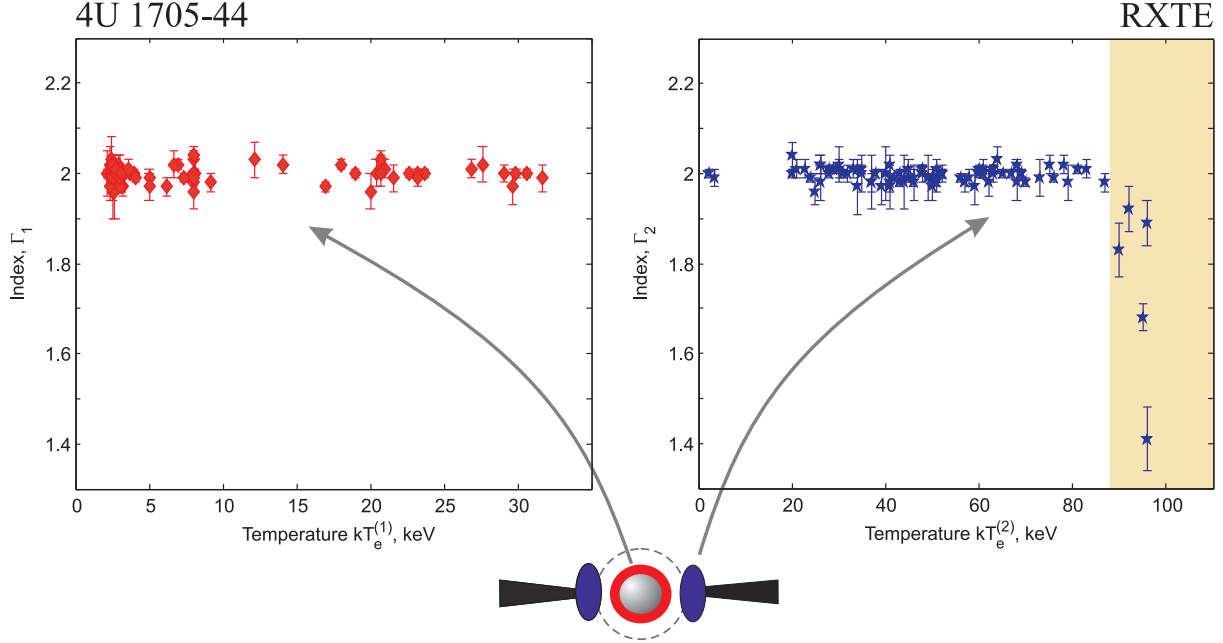 4U 1705-44
RXTE
2.2
2
1.8
1.6
1.4
Index, Γ₁
0 5 10 15 20 25 30
Temperature kTₑ⁽¹⁾, keV
2.2
2
1.8
1.6
1.4
Index, Γ₂
0 20 40 60 80 100
Temperature kTₑ⁽²⁾, keV